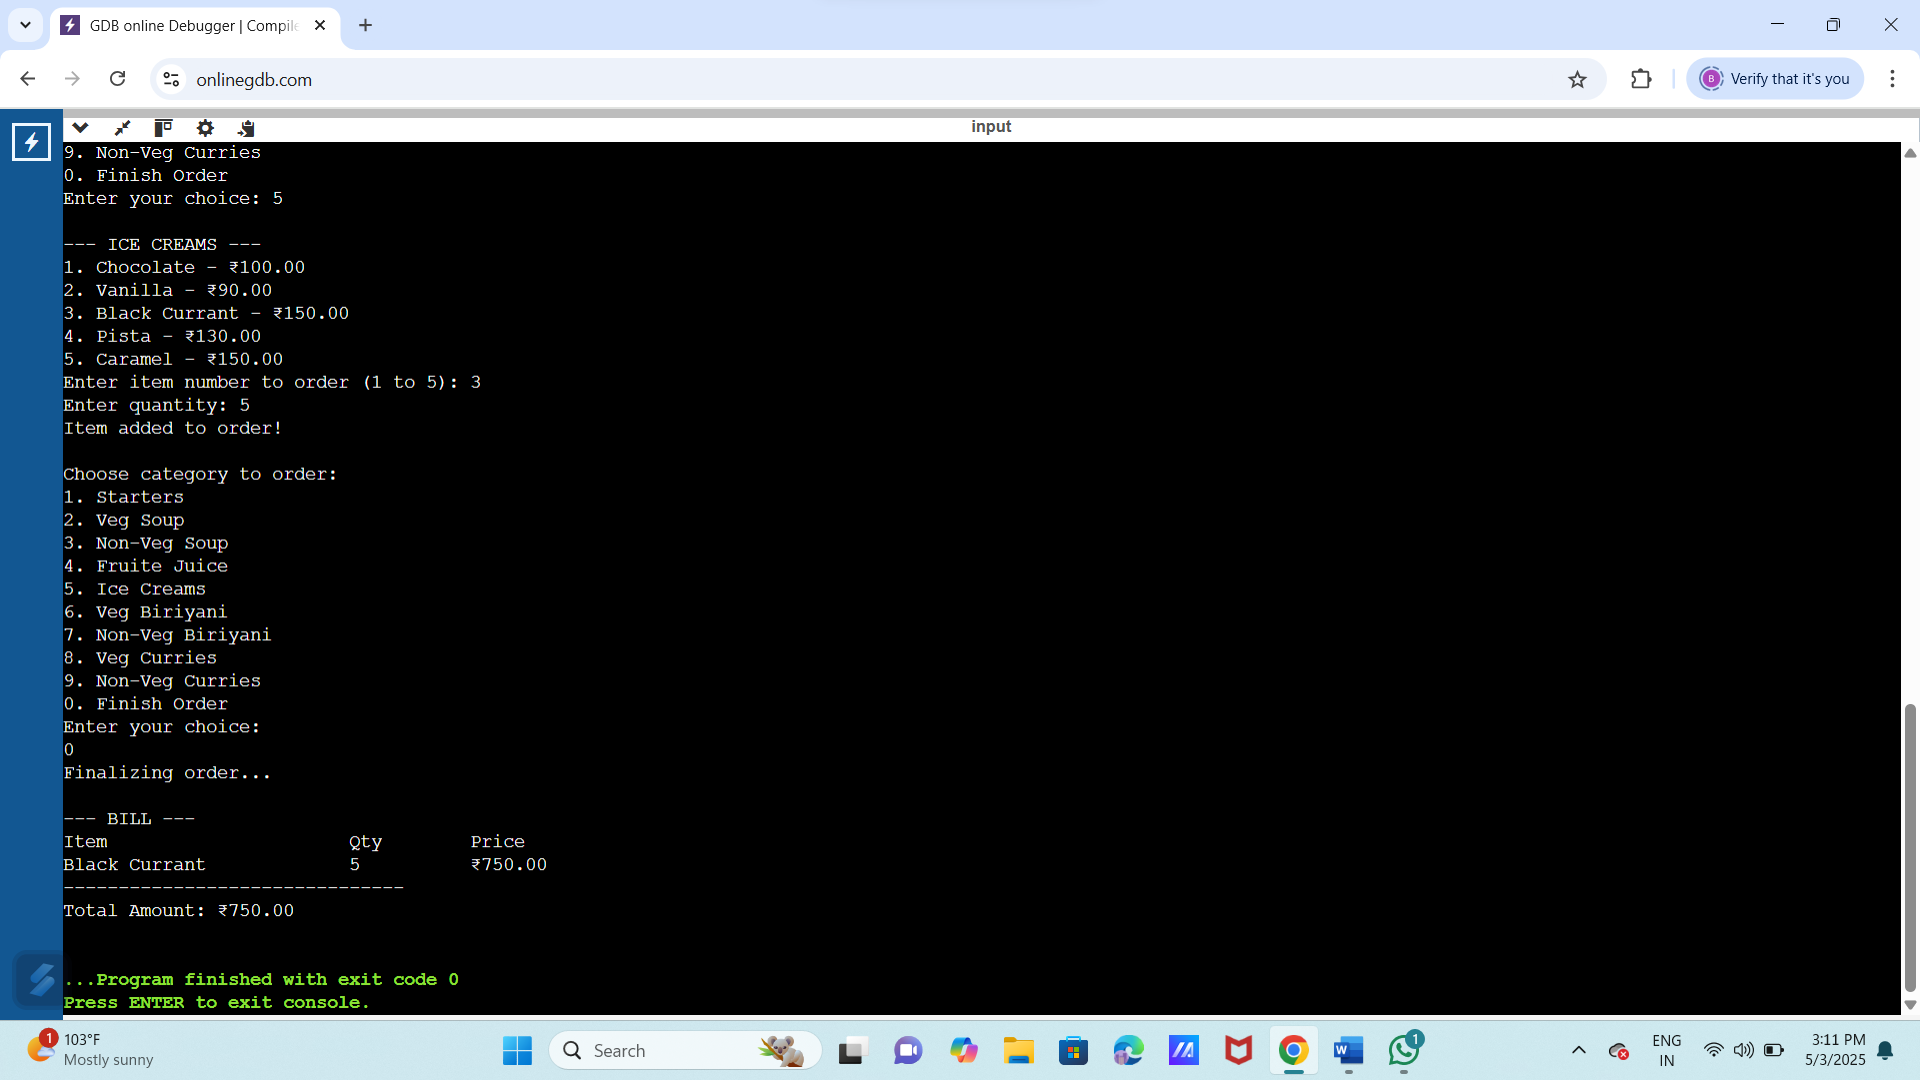 GDB online Debugger | Compile
onlinegdb.com
Verify that it's you
B
input
9. Non-Veg Curries
0. Finish Order
Enter your choice: 5
--- ICE CREAMS ---
1. Chocolate - ₹100.00
2. Vanilla - ₹90.00
3. Black Currant - ₹150.00
4. Pista - ₹130.00
5. Caramel - ₹150.00
Enter item number to order (1 to 5): 3
Enter quantity: 5
Item added to order!
Choose category to order:
1. Starters
2. Veg Soup
3. Non-Veg Soup
4. Fruite Juice
5. Ice Creams
6. Veg Biriyani
7. Non-Veg Biriyani
8. Veg Curries
9. Non-Veg Curries
0. Finish Order
Enter your choice:
0
Finalizing order...
--- BILL ---
Item Qty Price
Black Currant 5 ₹750.00
-------------------------------
Total Amount: ₹750.00
...Program finished with exit code 0
Press ENTER to exit console.
1
103°F
Mostly sunny
Search
W
1
ENG
IN
3:11 PM
5/3/2025